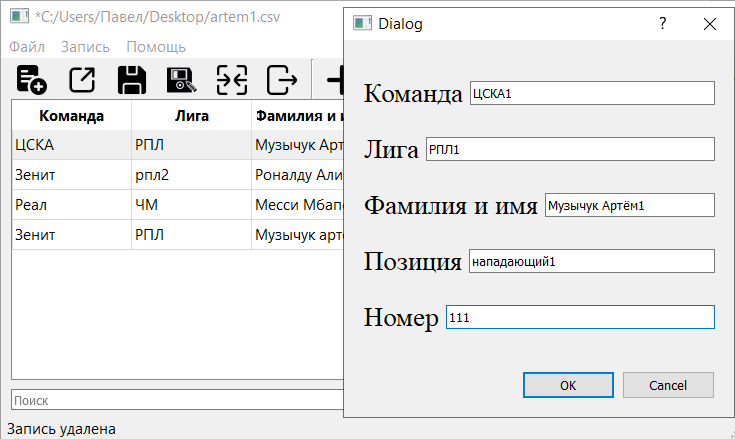 *C:/Users/Павел/Desktop/artem1.csv
Файл Запись Помощь
Команда Лига Фамилия и
ЦСКА РПЛ Музычук Арт
Зенит рпл2 Роналду Али
Реал ЧМ Месси Мбап
Зенит РПЛ Музычук арт
Поиск
Запись удалена
Dialog ?
Команда ЦСКА1
Лига РПЛ1
Фамилия и имя Музычук Артём1
Позиция нападающий1
Номер 111
OK Cancel